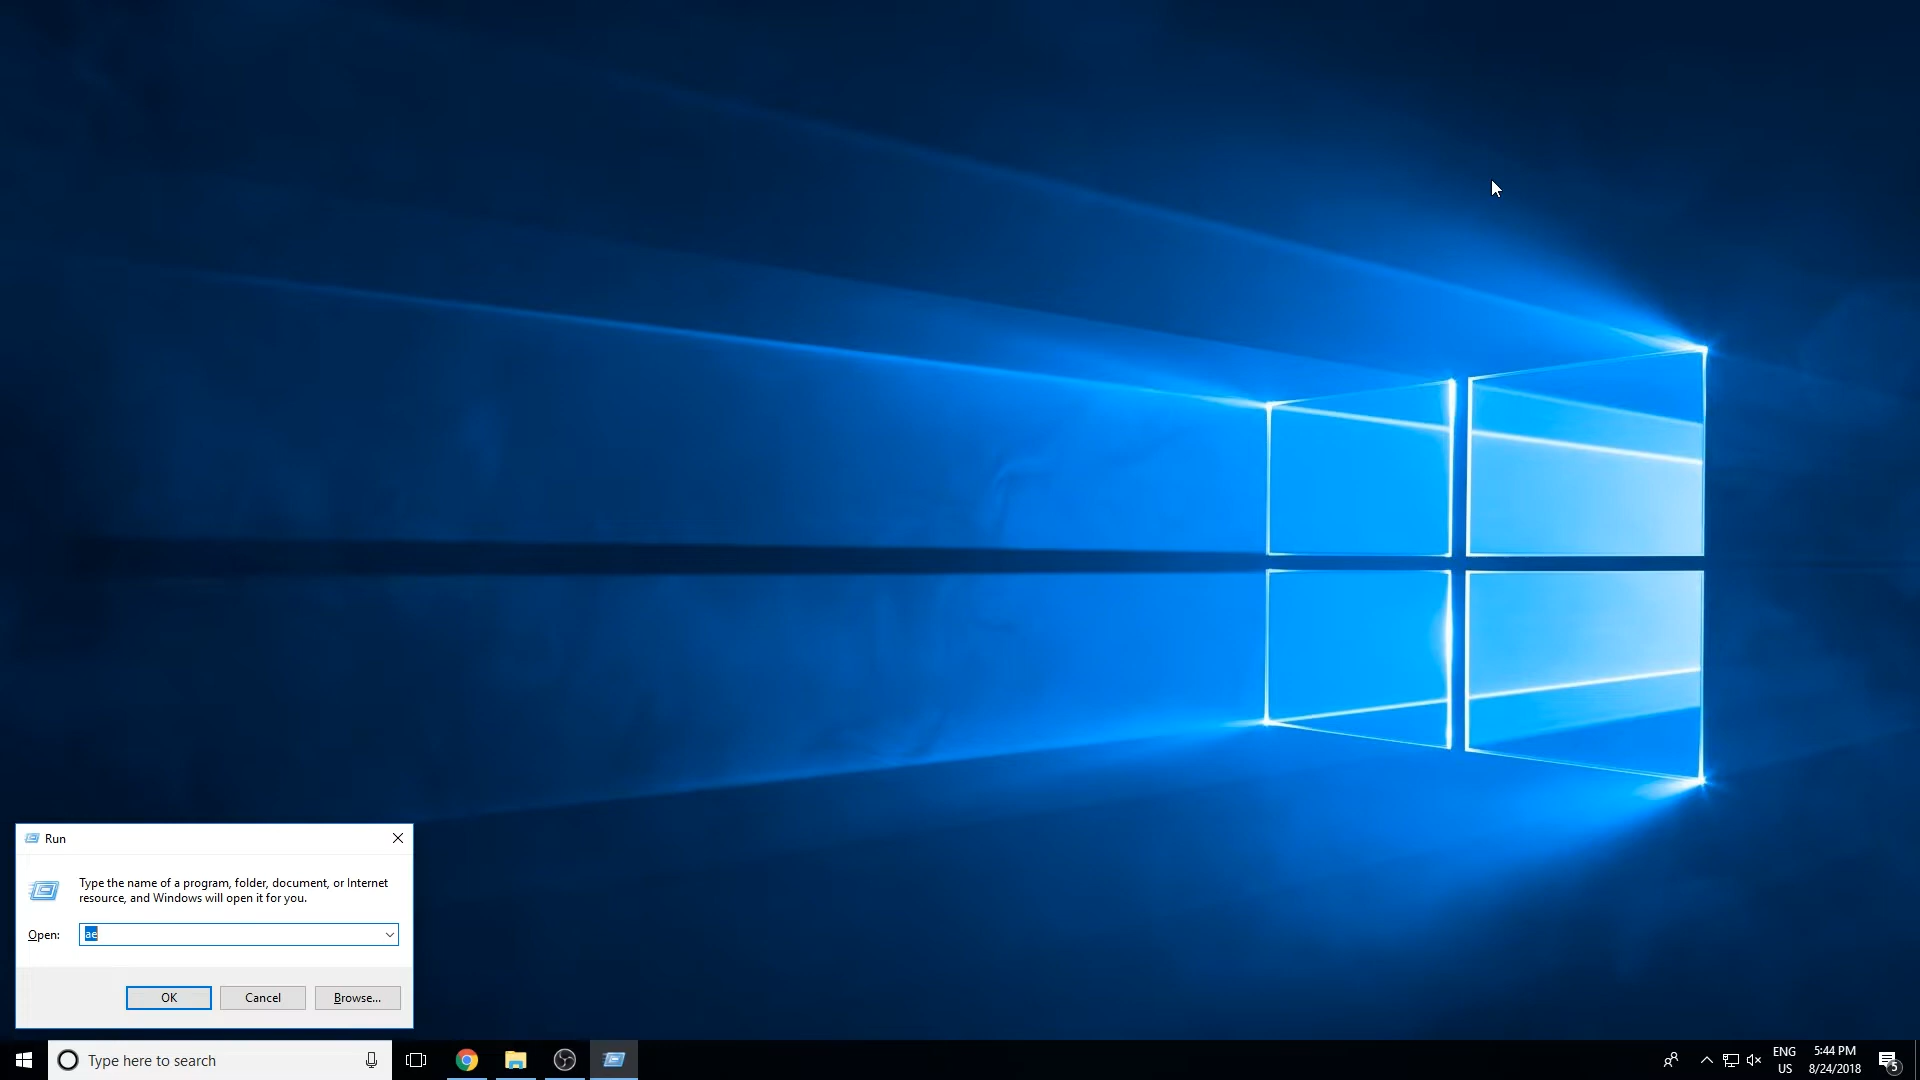 Run
Type the name of a program, folder, document, or Internet
resource, and Windows will open it for you.
Open:
ae
OK
Cancel
Browse...
Type here to search
ENG
US
5:44 PM
8/24/2018
5